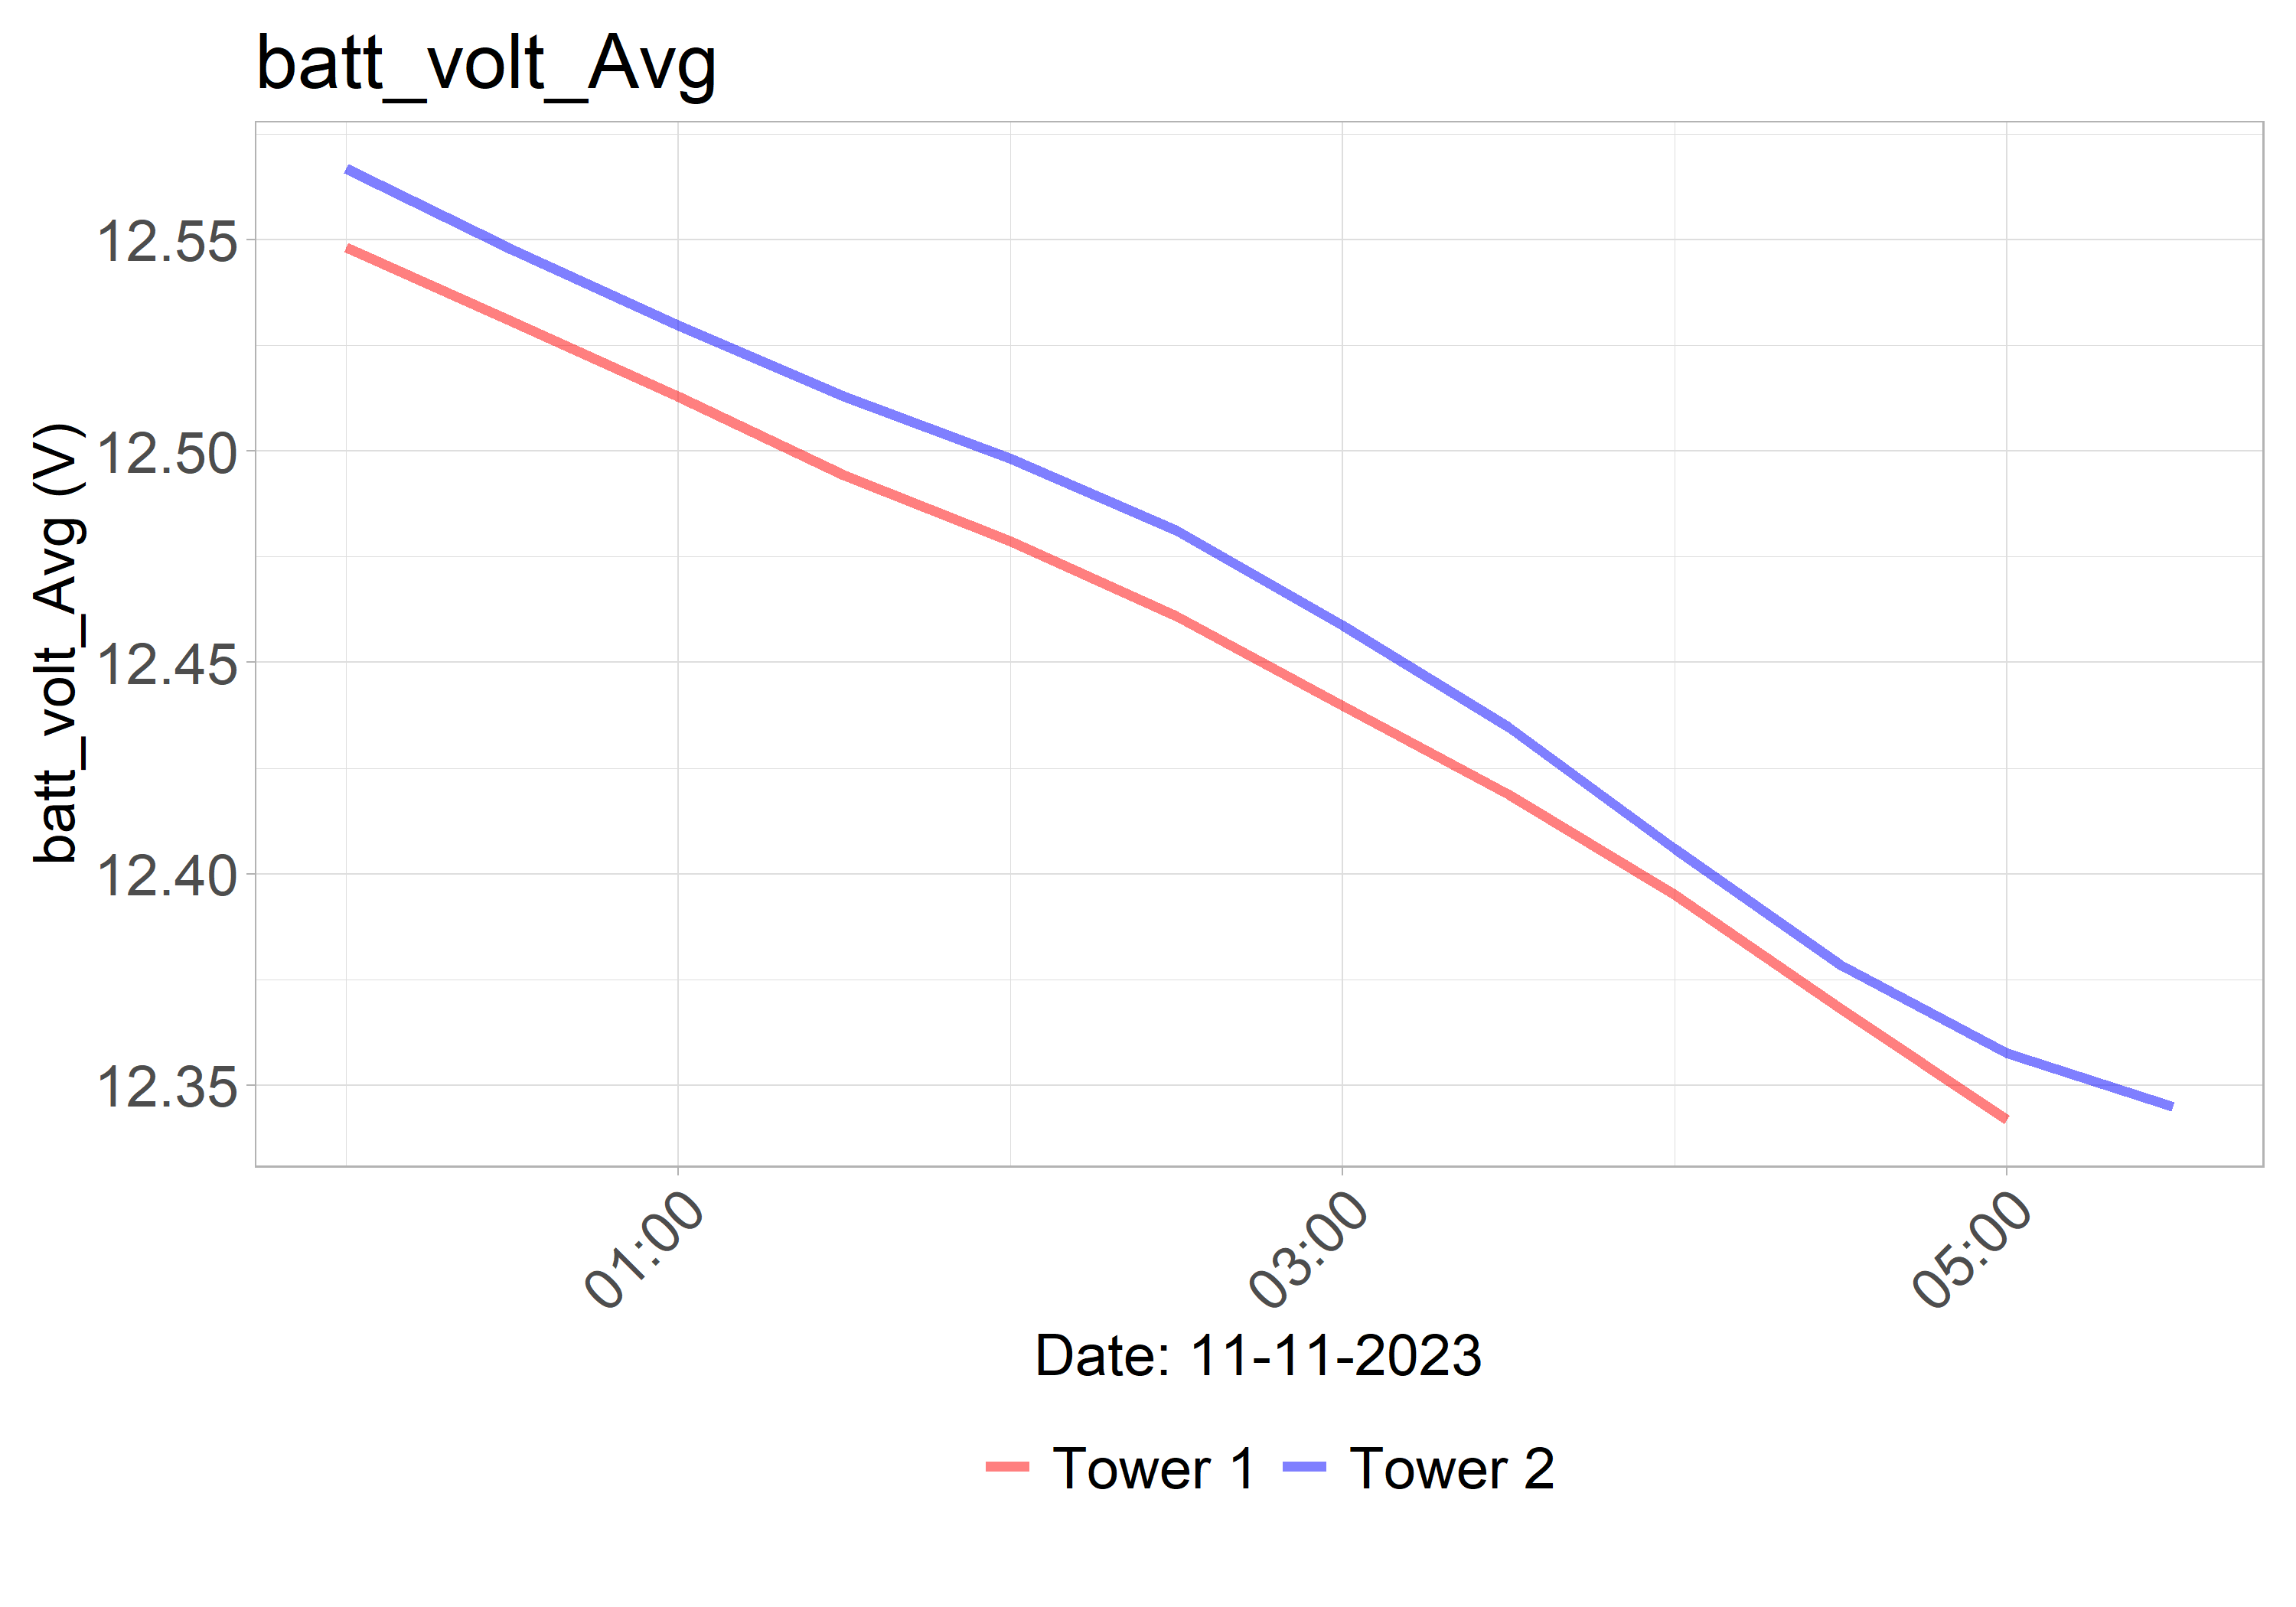 batt_volt_Avg
batt_volt_Avg (V)
12.55
12.50
12.45
12.40
12.35
01:00
03:00
05:00
Date: 11-11-2023
Tower 1
Tower 2